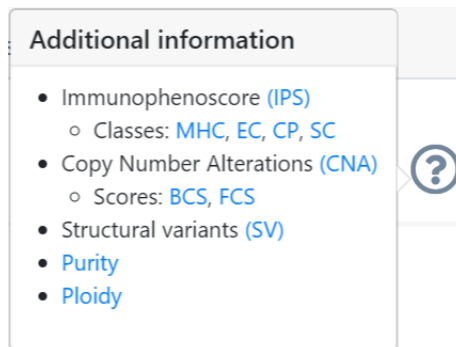 Additional information
• Immunophenoscore (IPS)
○ Classes: MHC, EC, CP, SC
• Copy Number Alterations (CNA)
○ Scores: BCS, FCS
• Structural variants (SV)
• Purity
• Ploidy
?